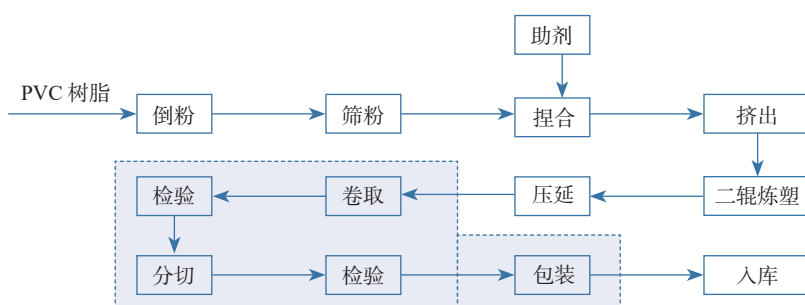 助剂
PVC 树脂
倒粉
筛粉
捏合
挤出
检验
卷取
压延
二辊炼塑
分切
检验
包装
入库